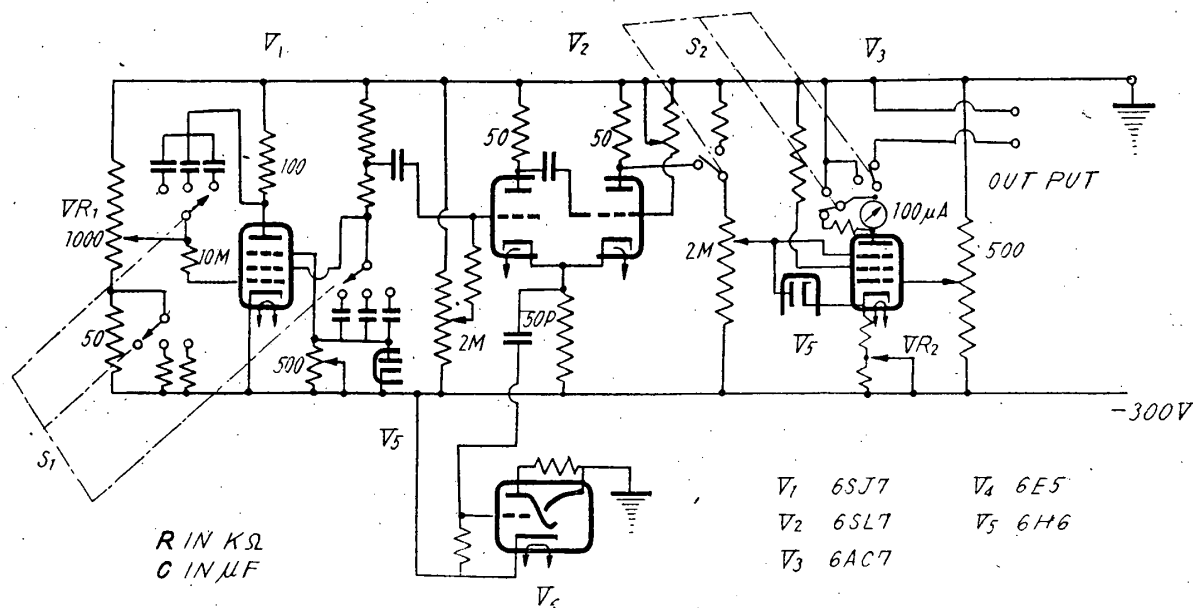 V1
V2
S2
V3
50
50
100
OUT PUT
VR1
1000
10M
100μA
2M
500
50
500
2M
50P
V5
VR2
-300V
V5
S1
V1 6SJ7
V4 6E5
V2 6SL7
V5 6H6
V3 6AC7
R IN KΩ
C IN μF